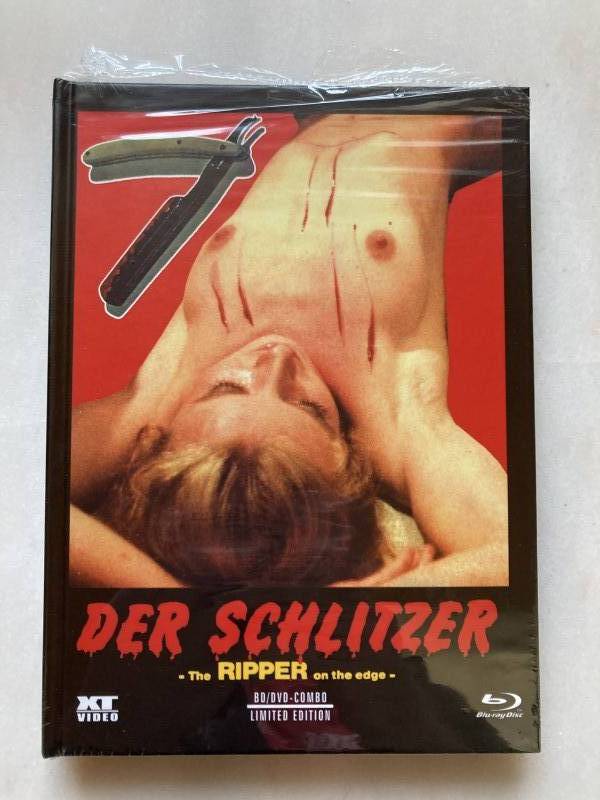 DER SCHLITZER
- The RIPPER on the edge -
BD/DVD-COMBO
LIMITED EDITION
XT
VIDEO
Blu-ray Disc